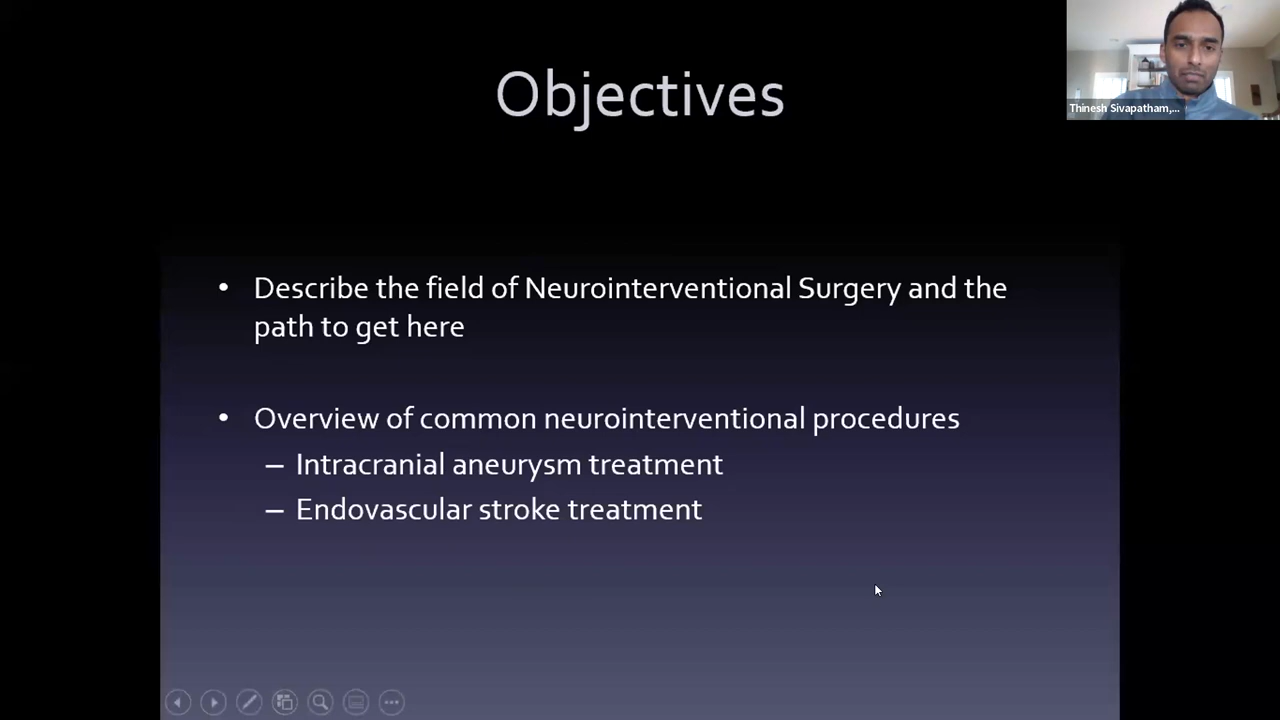 Objectives
Thinesh Sivapatham,...
• Describe the field of Neurointerventional Surgery and the
path to get here
• Overview of common neurointerventional procedures
– Intracranial aneurysm treatment
– Endovascular stroke treatment